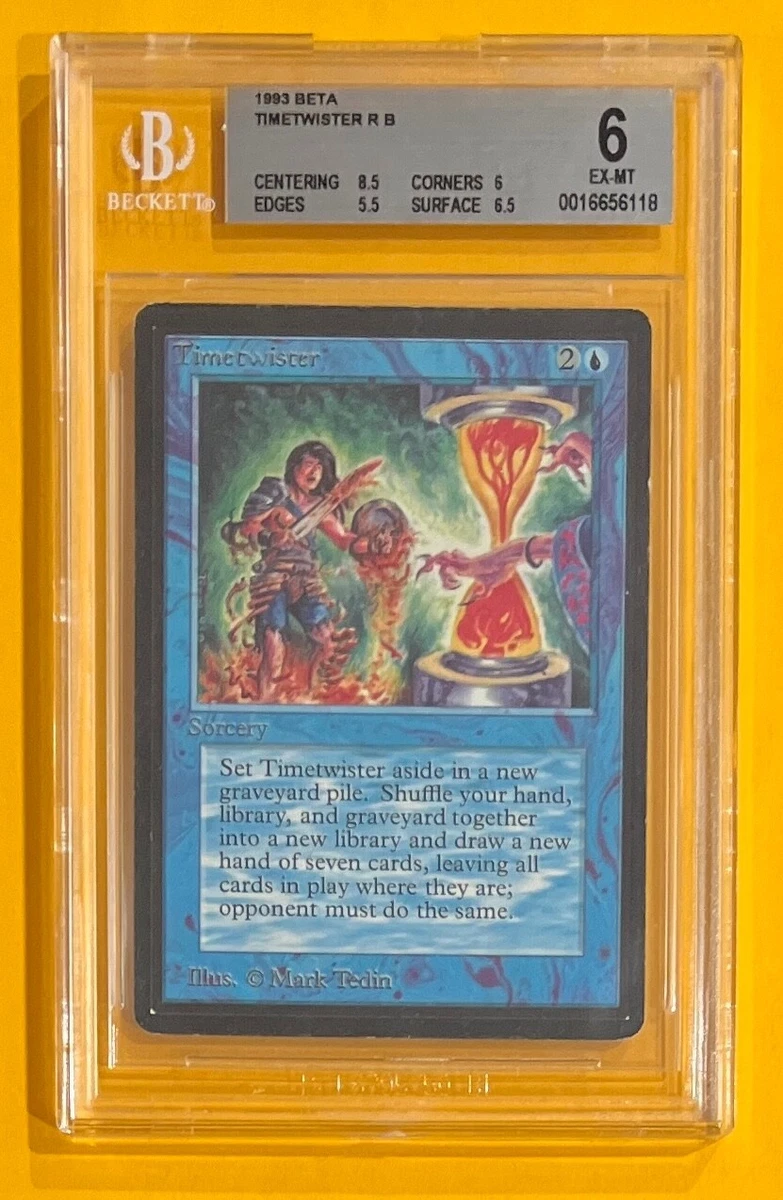 1993 BETA
TIMETWISTER R B
6
EX-MT
CENTERING 8.5 CORNERS 6
EDGES 5.5 SURFACE 6.5
0016656118
B
BECKETT®
Timetwister 2
Sorcery
Set Timetwister aside in a new
graveyard pile. Shuffle your hand,
library, and graveyard together
into a new library and draw a new
hand of seven cards, leaving all
cards in play where they are;
opponent must do the same.
Illus. © Mark Tedin